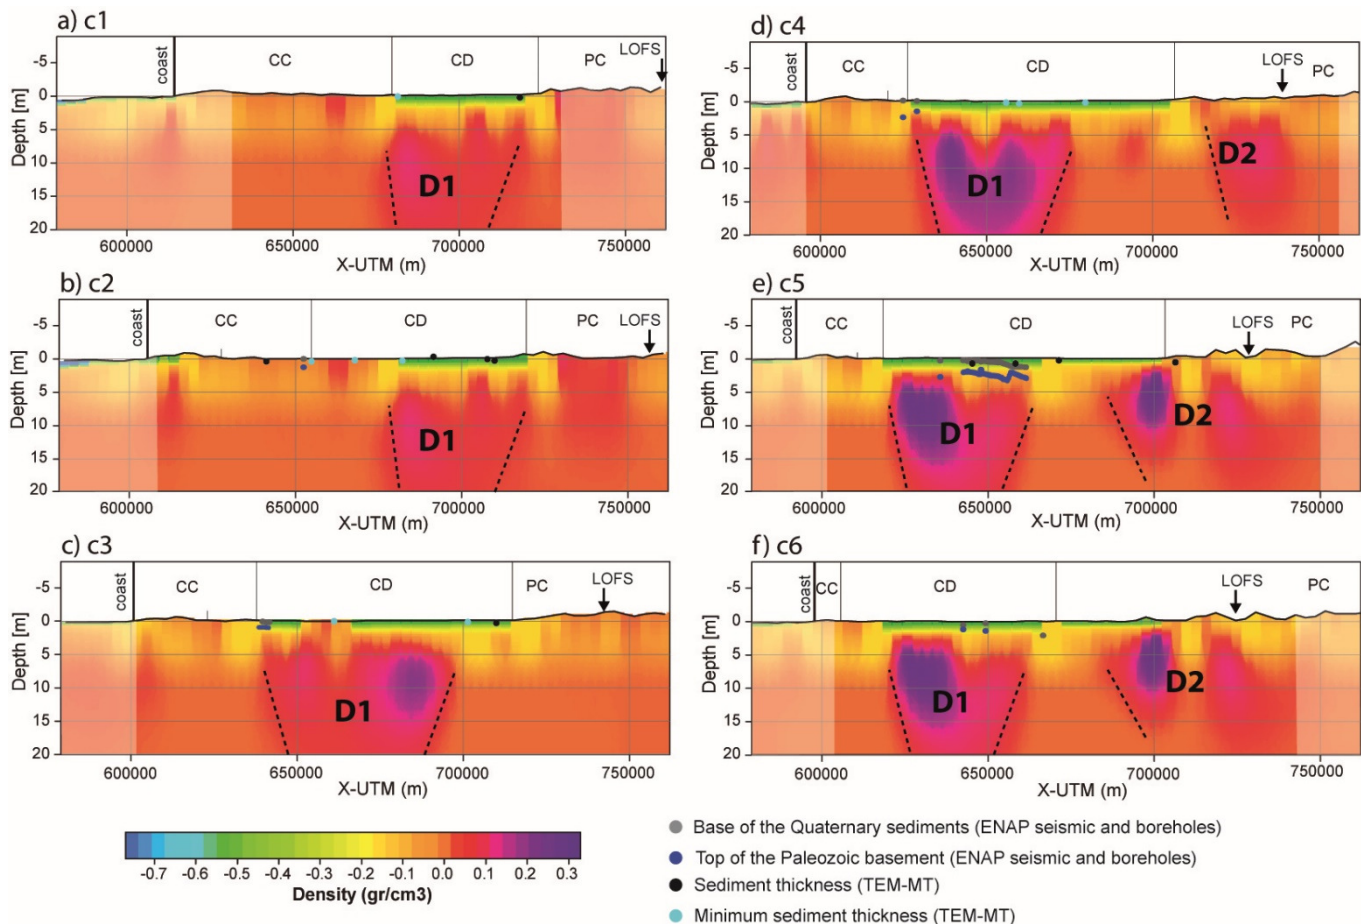 a) c1
coast
CC
CD
PC
LOFS
Depth [m]
-5
0
5
10
15
20
600000
650000
700000
750000
X-UTM (m)
b) c2
coast
CC
CD
PC
LOFS
Depth [m]
-5
0
5
10
15
20
D1
600000
650000
700000
750000
X-UTM (m)
c) c3
coast
CC
CD
PC
LOFS
Depth [m]
-5
0
5
10
15
20
D1
600000
650000
700000
750000
X-UTM (m)
D1
d) c4
coast
CC
CD
LOFS
PC
Depth [m]
-5
0
5
10
15
20
D1
D2
600000
650000
700000
750000
X-UTM (m)
e) c5
coast
CC
CD
LOFS
PC
Depth [m]
-5
0
5
10
15
20
D1
D2
600000
650000
700000
750000
X-UTM (m)
f) c6
coast
CC
CD
LOFS
PC
Depth [m]
-5
0
5
10
15
20
D1
D2
600000
650000
700000
750000
X-UTM (m)
-0.7 -0.6 -0.5 -0.4 -0.3 -0.2 -0.1 0.0 0.1 0.2 0.3
Density (gr/cm3)
Base of the Quaternary sediments (ENAP seismic and boreholes)
Top of the Paleozoic basement (ENAP seismic and boreholes)
Sediment thickness (TEM-MT)
Minimum sediment thickness (TEM-MT)